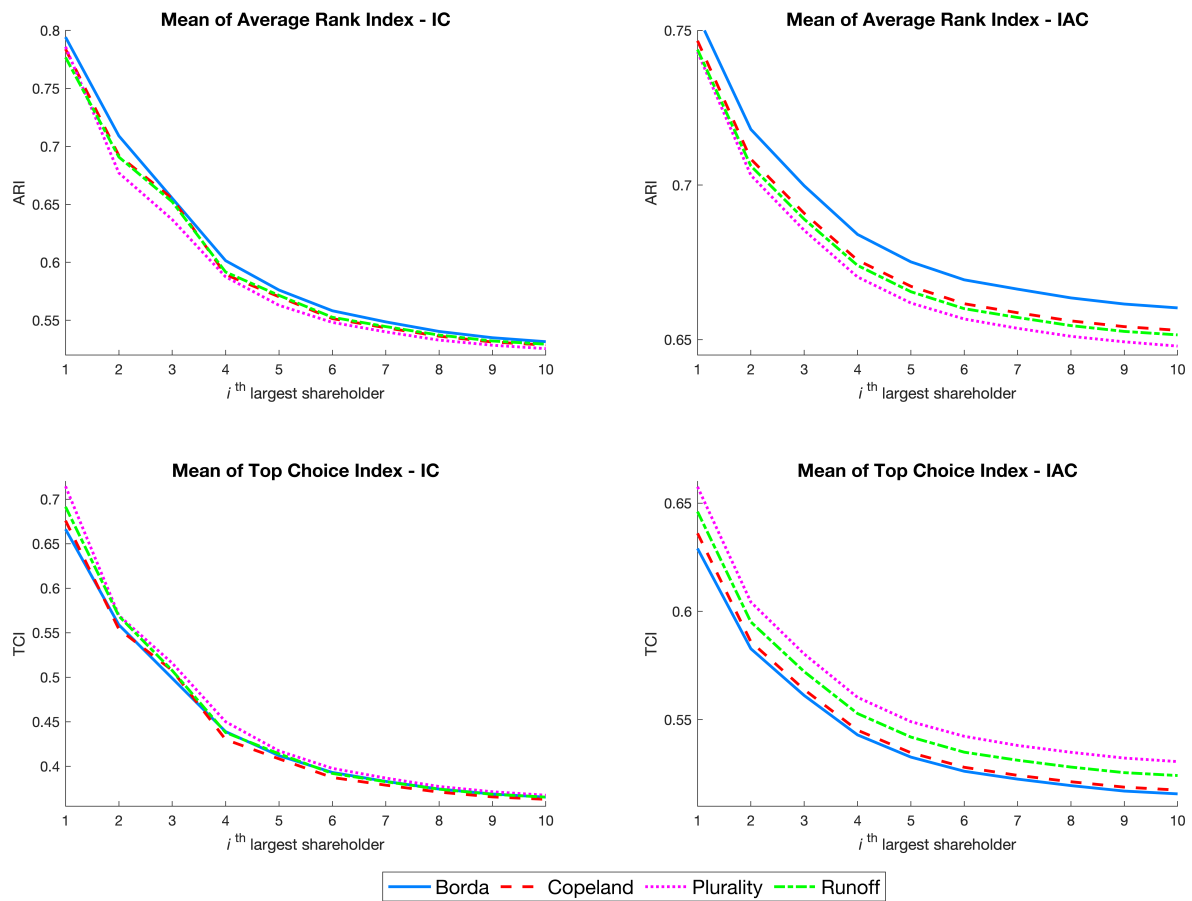 Mean of Average Rank Index - IC
0.8
0.75
0.7
0.65
0.6
0.55
ARI
1 2 3 4 5 6 7 8 9 10
i th largest shareholder
Mean of Average Rank Index - IAC
0.75
0.7
0.65
ARI
1 2 3 4 5 6 7 8 9 10
i th largest shareholder
Mean of Top Choice Index - IC
0.7
0.65
0.6
0.55
0.5
0.45
0.4
TCI
1 2 3 4 5 6 7 8 9 10
i th largest shareholder
Mean of Top Choice Index - IAC
0.65
0.6
0.55
TCI
1 2 3 4 5 6 7 8 9 10
i th largest shareholder
Borda Copeland Plurality Runoff